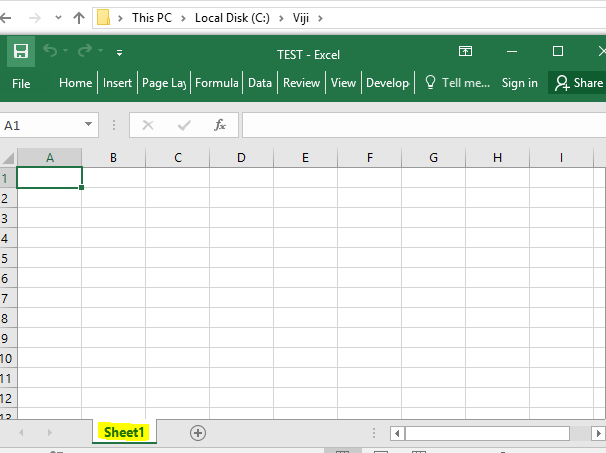 This PC > Local Disk (C:) > Viji >
TEST - Excel
File Home Insert Page Lay Formula Data Review View Develop Tell me... Sign in Share
A1 fx
A B C D E F G H I
1
2
3
4
5
6
7
8
9
10
11
12
13
Sheet1